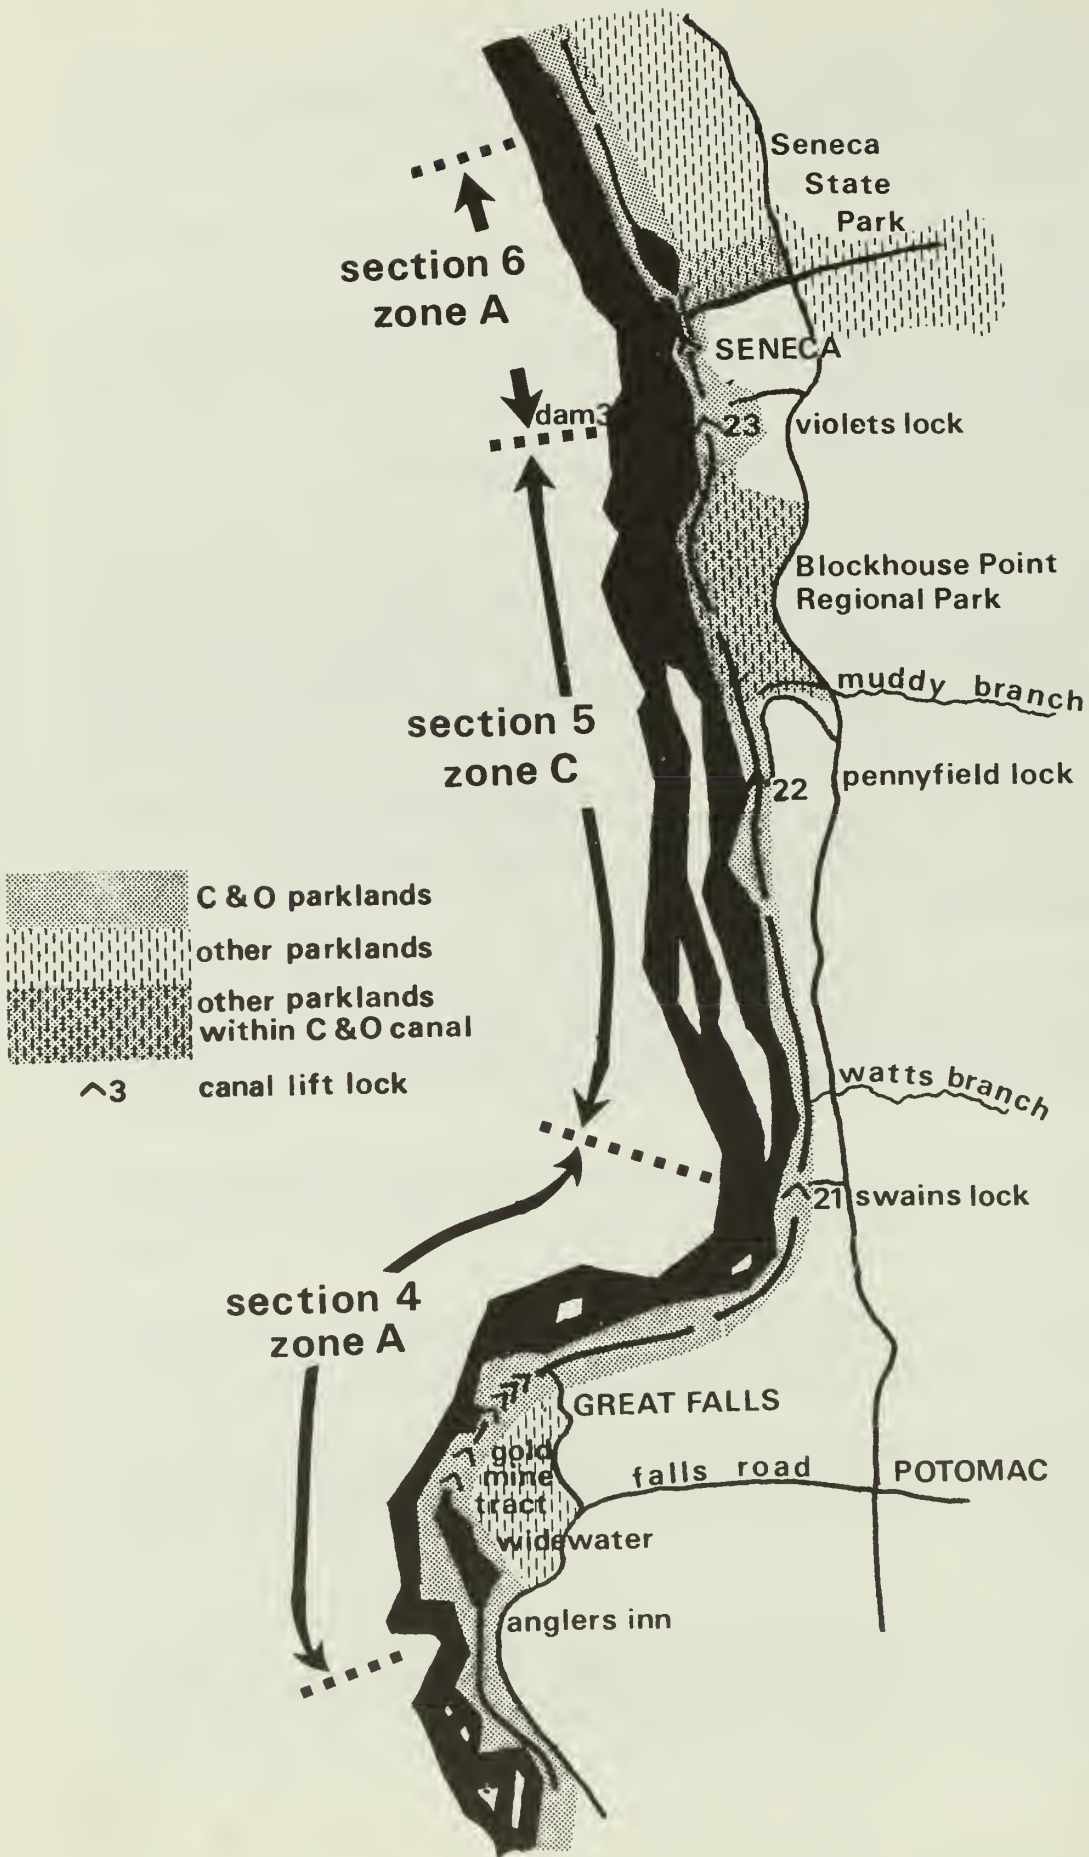 Seneca
State
Park
section 6
zone A
SENECA
dam3
23
violets lock
Blockhouse Point
Regional Park
muddy branch
section 5
zone C
22
pennyfield lock
C & O parklands
other parklands
other parklands
within C & O canal
^3 canal lift lock
watts branch
21 swains lock
section 4
zone A
GREAT FALLS
gold
mine
tract
falls road
POTOMAC
widewater
anglers inn